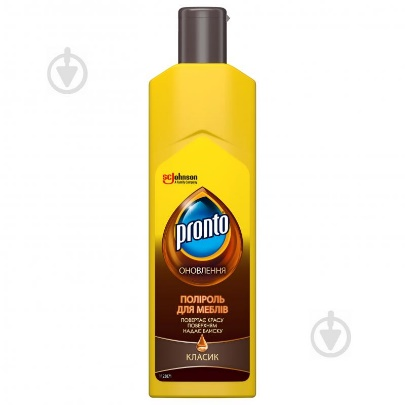 SC Johnson
A Family Company
pronto
ОНОВЛЕННЯ
ПОЛІРОЛЬ
ДЛЯ МЕБЛІВ
ПОВЕРТАЄ КРАСУ
ПОВЕРХНЯМ
НАДАЄ БЛИСКУ
КЛАСИК